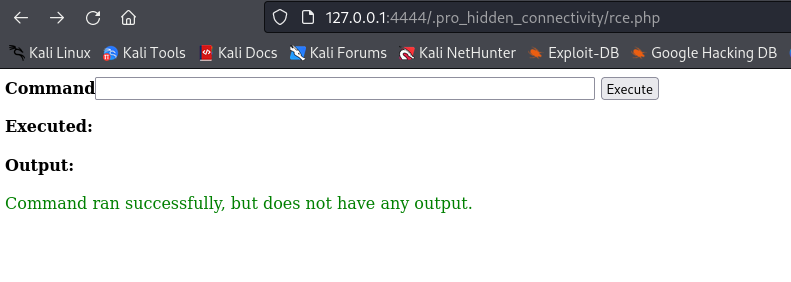 127.0.0.1:4444/.pro_hidden_connectivity/rce.php
Kali Linux Kali Tools Kali Docs Kali Forums Kali NetHunter Exploit-DB Google Hacking DB
Command Execute
Executed:
Output:
Command ran successfully, but does not have any output.